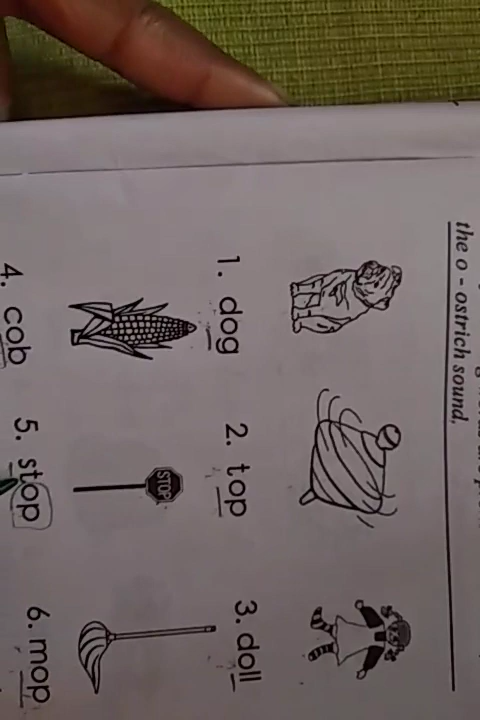 the o - ostrich sound.
1. dog 2. top 3. doll
STOP
4. cob 5. stop 6. mop